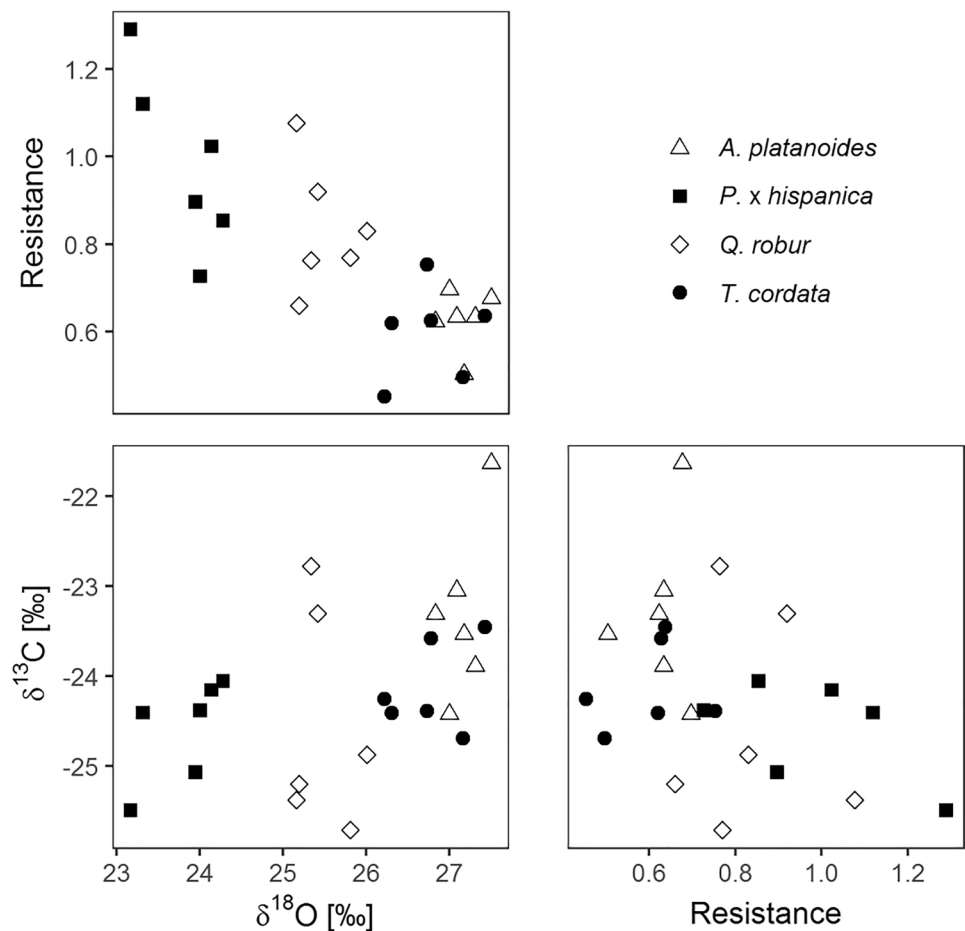 Resistance
1.2
1.0
0.8
0.6
A. platanoides
P. x hispanica
Q. robur
T. cordata
δ¹³C [‰]
-22
-23
-24
-25
23 24 25 26 27
δ¹⁸O [‰]
0.6 0.8 1.0 1.2
Resistance